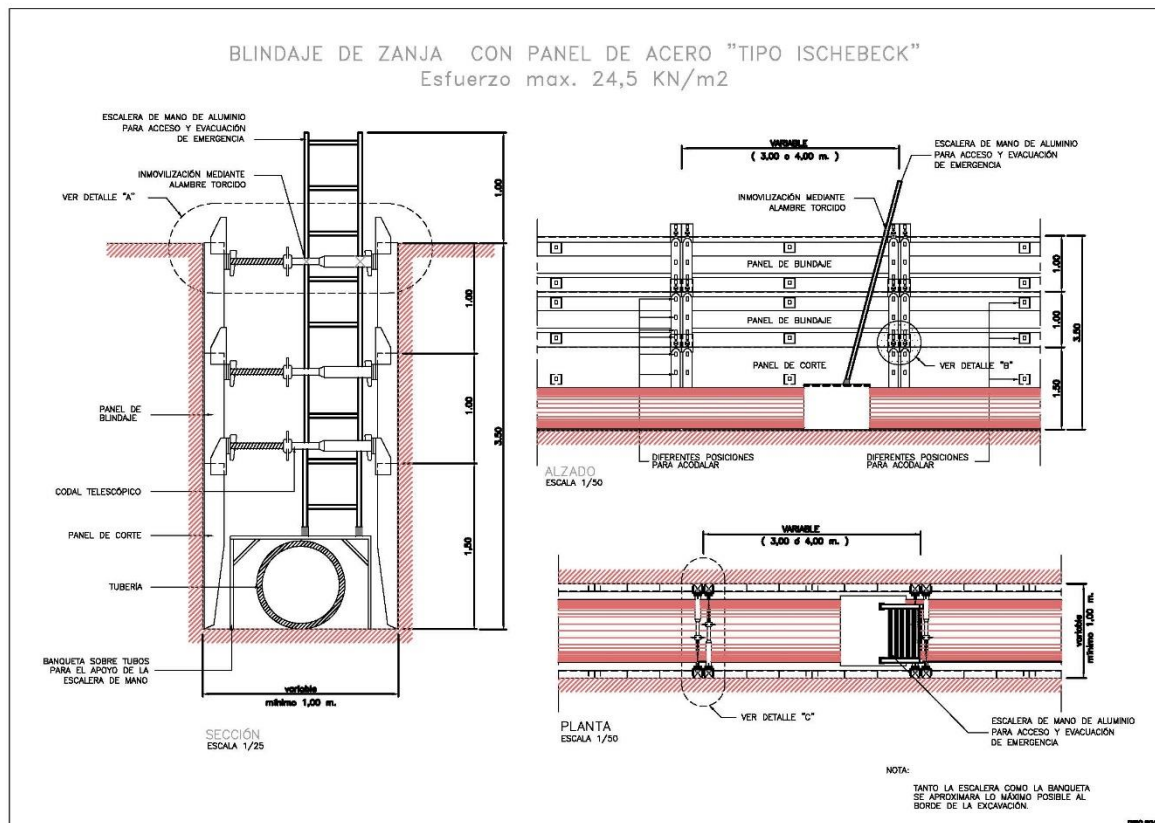 BLINDAJE DE ZANJA CON PANEL DE ACERO "TIPO ISCHEBECK"
Esfuerzo max. 24,5 KN/m2
ESCALERA DE MANO DE ALUMINIO
PARA ACCESO Y EVACUACIÓN
DE EMERGENCIA
INMOVILIZACIÓN MEDIANTE
ALAMBRE TORCIDO
VER DETALLE "A"
PANEL DE
BLINDAJE
CODAL TELESCÓPICO
PANEL DE CORTE
TUBERÍA
BANQUETA SOBRE TUBOS
PARA EL APOYO DE LA
ESCALERA DE MANO
1,00
1,00
1,00
1,50
3,50
variable
mínimo 1,00 m.
SECCIÓN
ESCALA 1/25
VARIABLE
( 3,00 o 4,00 m. )
ESCALERA DE MANO DE ALUMINIO
PARA ACCESO Y EVACUACIÓN
DE EMERGENCIA
INMOVILIZACIÓN MEDIANTE
ALAMBRE TORCIDO
PANEL DE BLINDAJE
PANEL DE BLINDAJE
PANEL DE CORTE
VER DETALLE "B"
1,00
1,00
1,50
3,50
DIFERENTES POSICIONES
PARA ACODALAR
DIFERENTES POSICIONES
PARA ACODALAR
ALZADO
ESCALA 1/50
VARIABLE
( 3,00 ó 4,00 m. )
variable
mínimo 1,00 m.
VER DETALLE "C"
PLANTA
ESCALA 1/50
ESCALERA DE MANO DE ALUMINIO
PARA ACCESO Y EVACUACIÓN
DE EMERGENCIA
NOTA:
TANTO LA ESCALERA COMO LA BANQUETA
SE APROXIMARA LO MÁXIMO POSIBLE AL
BORDE DE LA EXCAVACIÓN.